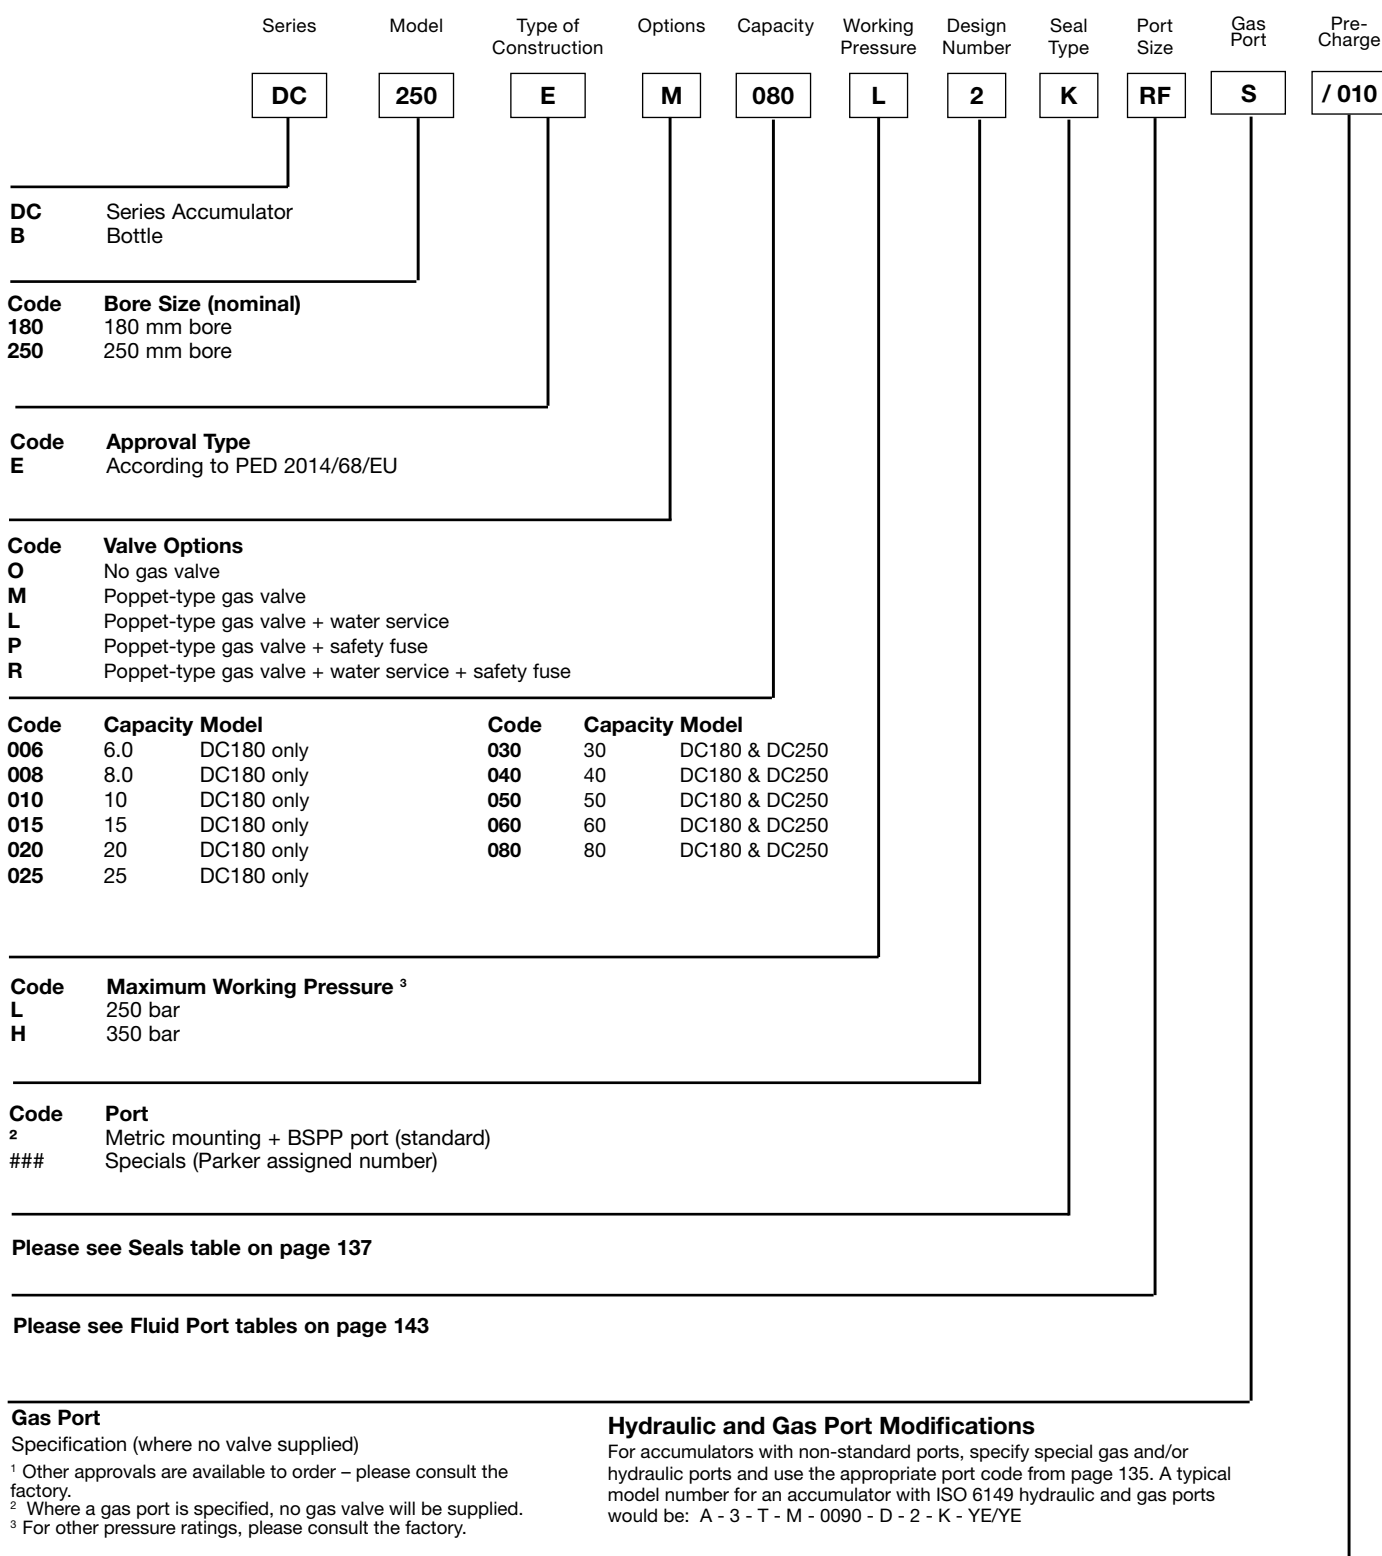 Series Model Type of Construction Options Capacity Working Pressure Design Number Seal Type Port Size Gas Port Pre-Charge
DC 250 E M 080 L 2 K RF S / 010
DC Series Accumulator
B Bottle
Code Bore Size (nominal)
180 180 mm bore
250 250 mm bore
Code Approval Type
E According to PED 2014/68/EU
Code Valve Options
O No gas valve
M Poppet-type gas valve
L Poppet-type gas valve + water service
P Poppet-type gas valve + safety fuse
R Poppet-type gas valve + water service + safety fuse
Code Capacity Model Code Capacity Model
006 6.0 DC180 only 030 30 DC180 & DC250
008 8.0 DC180 only 040 40 DC180 & DC250
010 10 DC180 only 050 50 DC180 & DC250
015 15 DC180 only 060 60 DC180 & DC250
020 20 DC180 only 080 80 DC180 & DC250
025 25 DC180 only
Code Maximum Working Pressure ³
L 250 bar
H 350 bar
Code Port
² Metric mounting + BSPP port (standard)
### Specials (Parker assigned number)
Please see Seals table on page 137
Please see Fluid Port tables on page 143
Gas Port
Specification (where no valve supplied)
¹ Other approvals are available to order – please consult the
factory.
² Where a gas port is specified, no gas valve will be supplied.
³ For other pressure ratings, please consult the factory.
Hydraulic and Gas Port Modifications
For accumulators with non-standard ports, specify special gas and/or
hydraulic ports and use the appropriate port code from page 135. A typical
model number for an accumulator with ISO 6149 hydraulic and gas ports
would be: A - 3 - T - M - 0090 - D - 2 - K - YE/YE